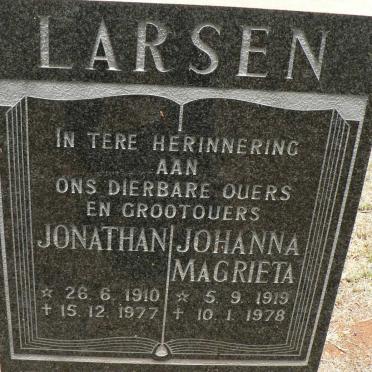 LARSEN
IN TERE HERINNERING
AAN
ONS DIERBARE OUERS
EN GROOTOUERS
JONATHAN
☆ 26. 6. 1910
✝ 15. 12. 1977
JOHANNA
MAGRIETA
☆ 5. 9. 1919
✝ 10. 1. 1978